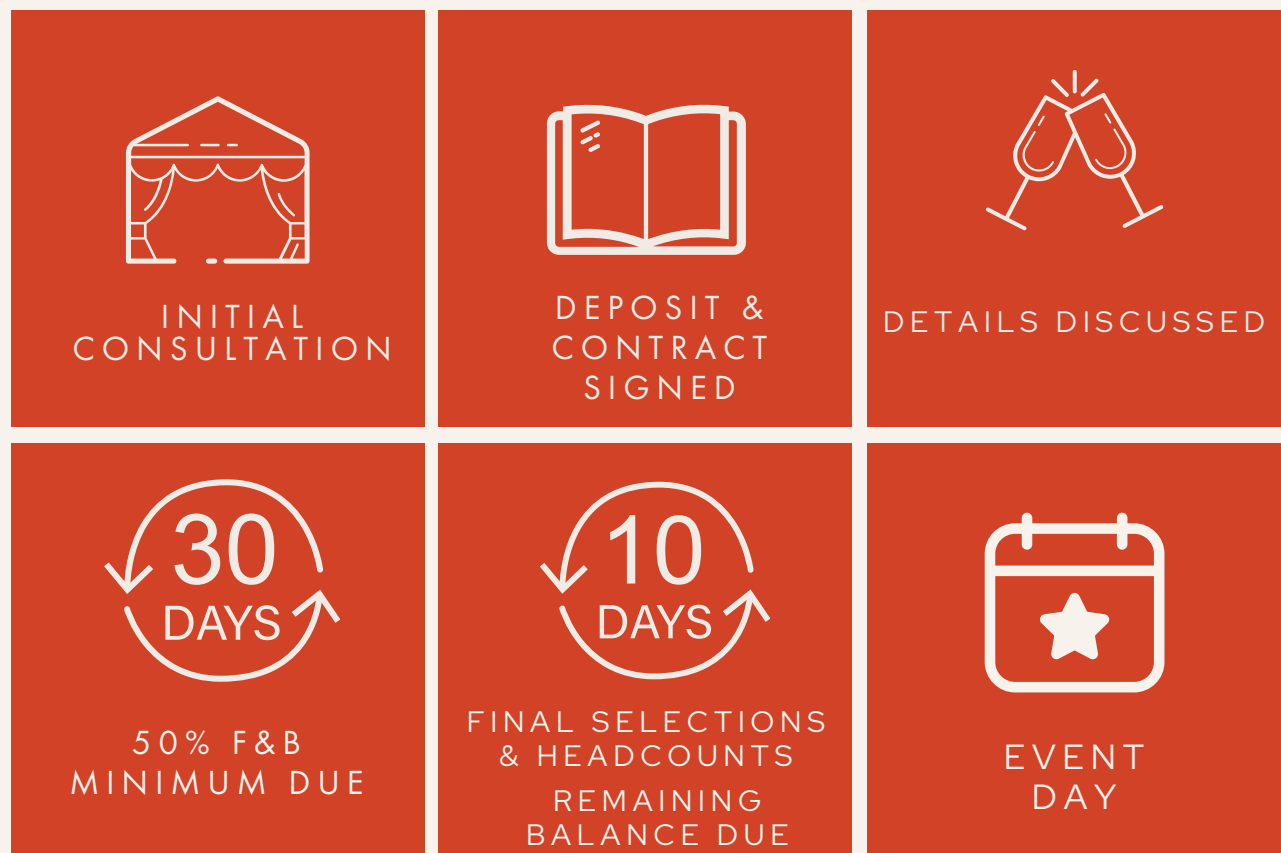 INITIAL
CONSULTATION
DEPOSIT &
CONTRACT
SIGNED
DETAILS DISCUSSED
30
DAYS
50% F&B
MINIMUM DUE
10
DAYS
FINAL SELECTIONS
& HEADCOUNTS
REMAINING
BALANCE DUE
EVENT
DAY